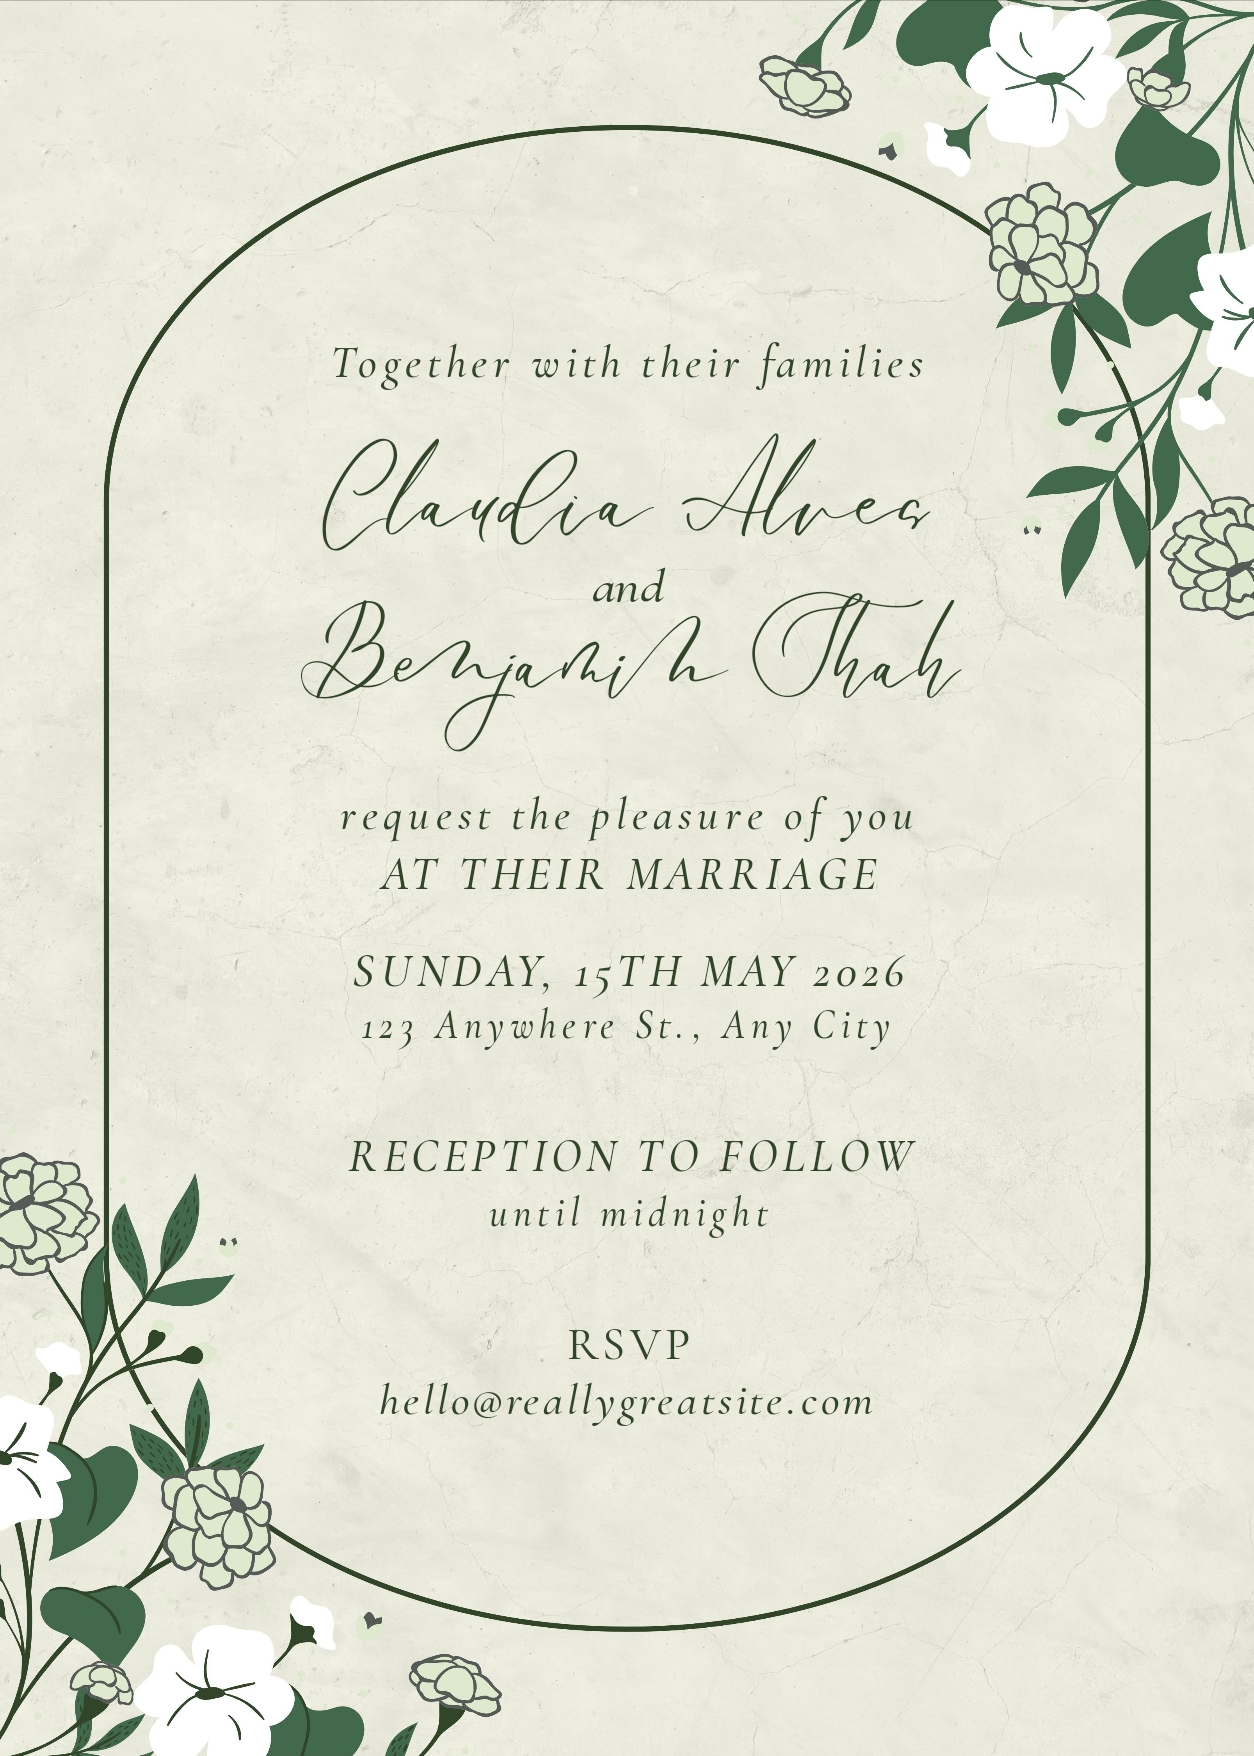 Together with their families
Claudia Alves
and
Benjamin Shah
request the pleasure of you
AT THEIR MARRIAGE
SUNDAY, 15TH MAY 2026
123 Anywhere St., Any City
RECEPTION TO FOLLOW
until midnight
RSVP
hello@reallygreatsite.com